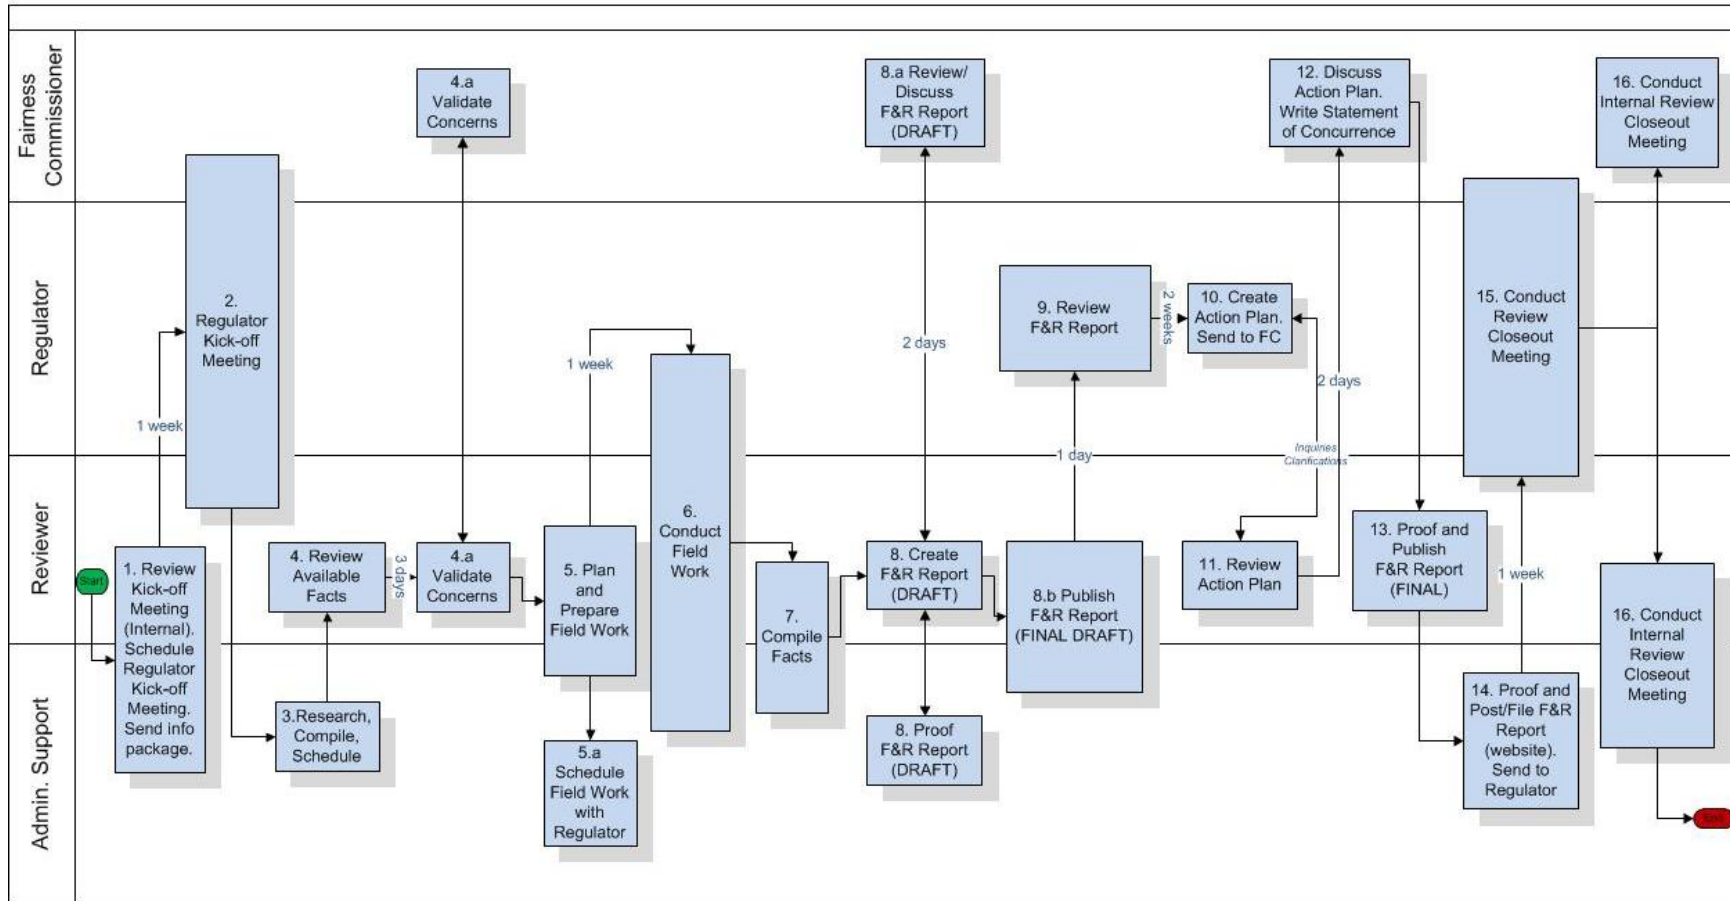 Fairness
Commissioner
Regulator
Reviewer
Admin. Support
Start
1. Review
Kick-off
Meeting
(Internal).
Schedule
Regulator
Kick-off
Meeting.
Send info
package.
1 week
2.
Regulator
Kick-off
Meeting
3.Research,
Compile,
Schedule
4. Review
Available
Facts
3 days
4.a
Validate
Concerns
4.a
Validate
Concerns
5. Plan
and
Prepare
Field Work
5.a
Schedule
Field Work
with
Regulator
1 week
6.
Conduct
Field
Work
7.
Compile
Facts
8.a Review/
Discuss
F&R Report
(DRAFT)
2 days
8. Create
F&R Report
(DRAFT)
8. Proof
F&R Report
(DRAFT)
8.b Publish
F&R Report
(FINAL DRAFT)
1 day
9. Review
F&R Report
2 weeks
10. Create
Action Plan.
Send to FC
Inquiries
Clarifications
11. Review
Action Plan
2 days
12. Discuss
Action Plan.
Write Statement
of Concurrence
13. Proof and
Publish
F&R Report
(FINAL)
14. Proof and
Post/File F&R
Report
(website).
Send to
Regulator
1 week
15. Conduct
Review
Closeout
Meeting
16. Conduct
Internal Review
Closeout
Meeting
16. Conduct
Internal
Review
Closeout
Meeting
End